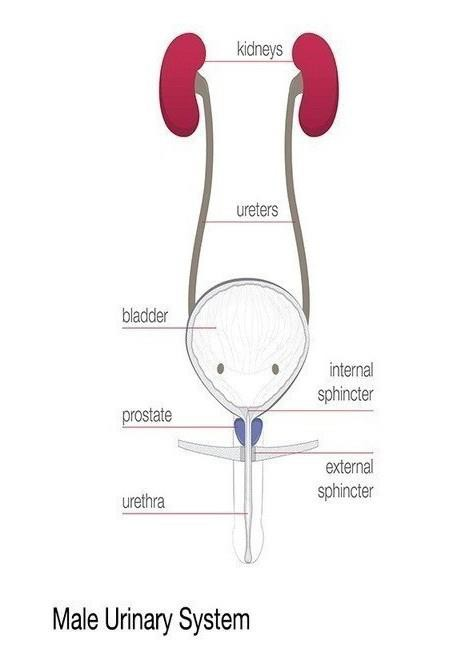 kidneys
ureters
bladder
internal
sphincter
prostate
external
sphincter
urethra
Male Urinary System